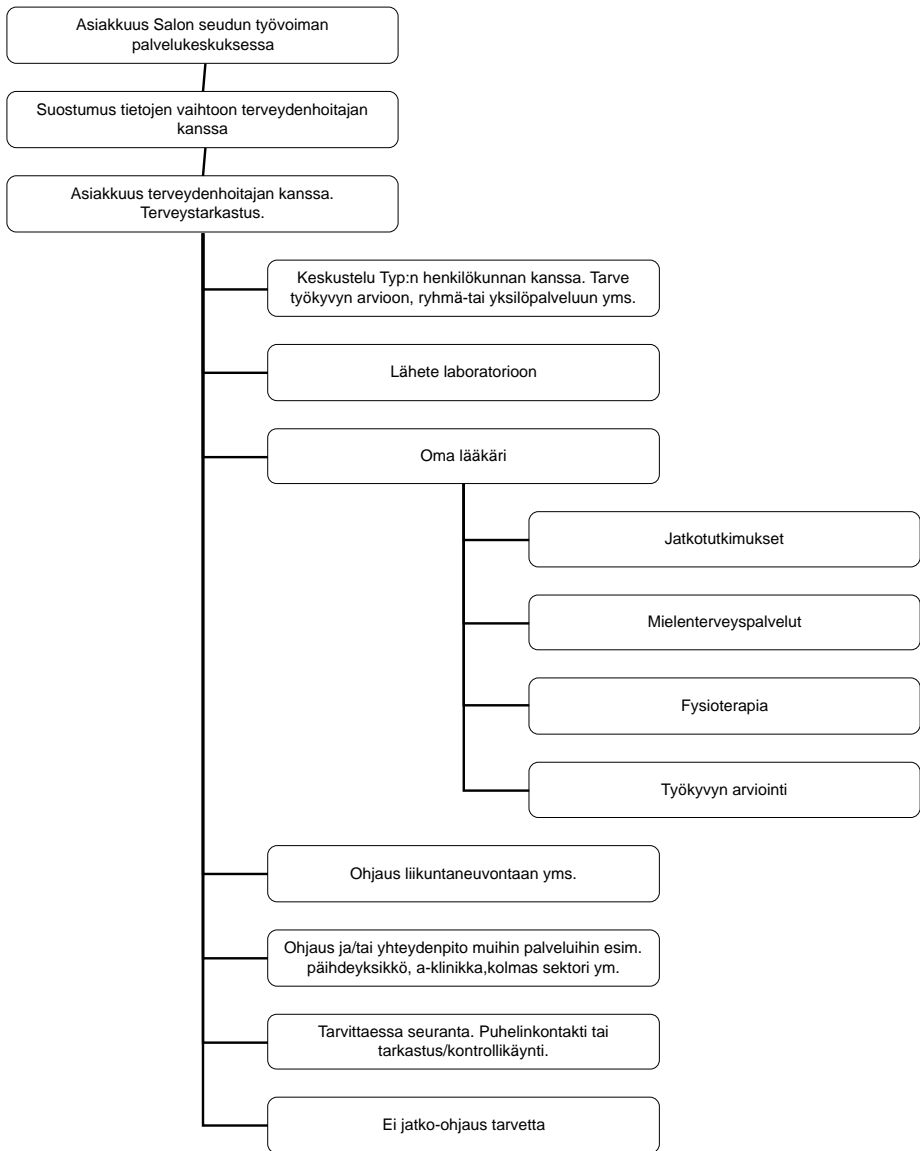 Asiakkuus Salon seudun työvoiman
palvelukeskuksessa
Suostumus tietojen vaihtoon terveydenhoitajan
kanssa
Asiakkuus terveydenhoitajan kanssa.
Terveystarkastus.
Keskustelu Typ:n henkilökunnan kanssa. Tarve
työkyvyn arvioon, ryhmä-tai yksilöpalveluun yms.
Lähete laboratorioon
Oma lääkäri
Jatkotutkimukset
Mielenterveyspalvelut
Fysioterapia
Työkyvyn arviointi
Ohjaus liikuntaneuvontaan yms.
Ohjaus ja/tai yhteydenpito muihin palveluihin esim.
päihdeyksikkö, a-klinikka,kolmas sektori ym.
Tarvittaessa seuranta. Puhelinkontakti tai
tarkastus/kontrollikäynti.
Ei jatko-ohjaus tarvetta